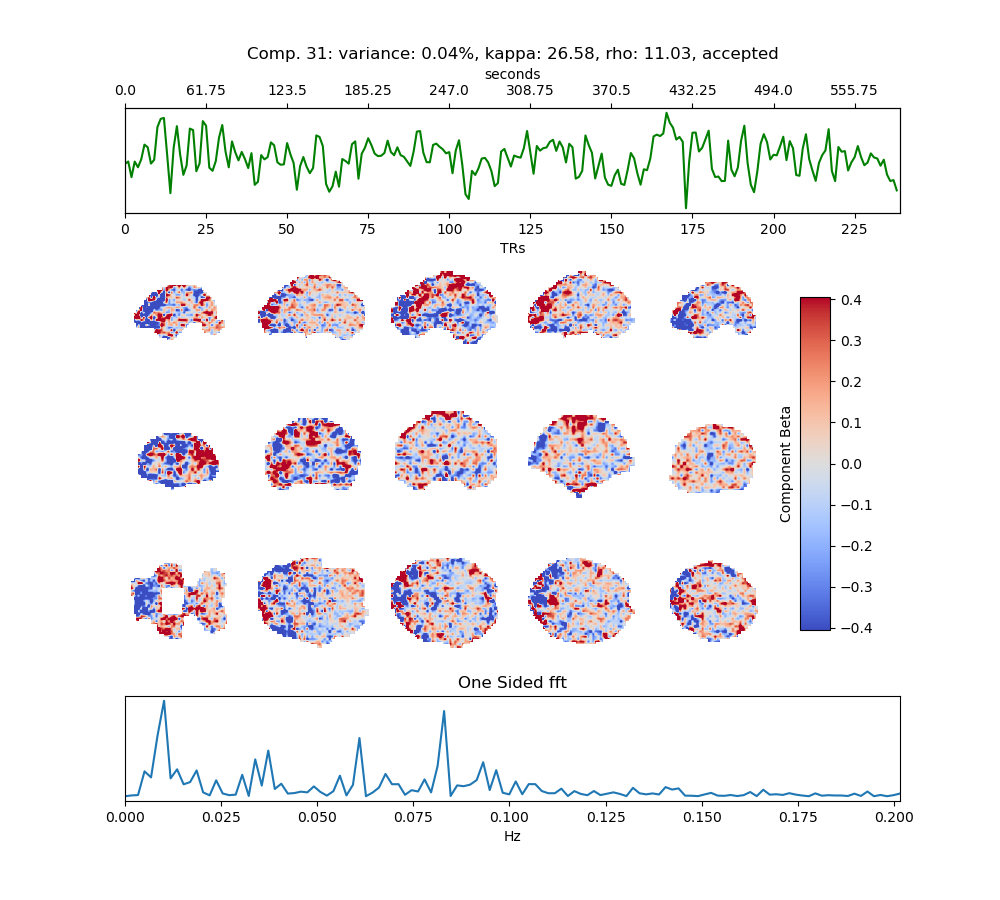 Comp. 31: variance: 0.04%, kappa: 26.58, rho: 11.03, accepted
seconds
0.0 61.75 123.5 185.25 247.0 308.75 370.5 432.25 494.0 555.75
0 25 50 75 100 125 150 175 200 225
TRs
0.4
0.3
0.2
0.1
0.0
−0.1
−0.2
−0.3
−0.4
Component Beta
One Sided fft
0.000 0.025 0.050 0.075 0.100 0.125 0.150 0.175 0.200
Hz